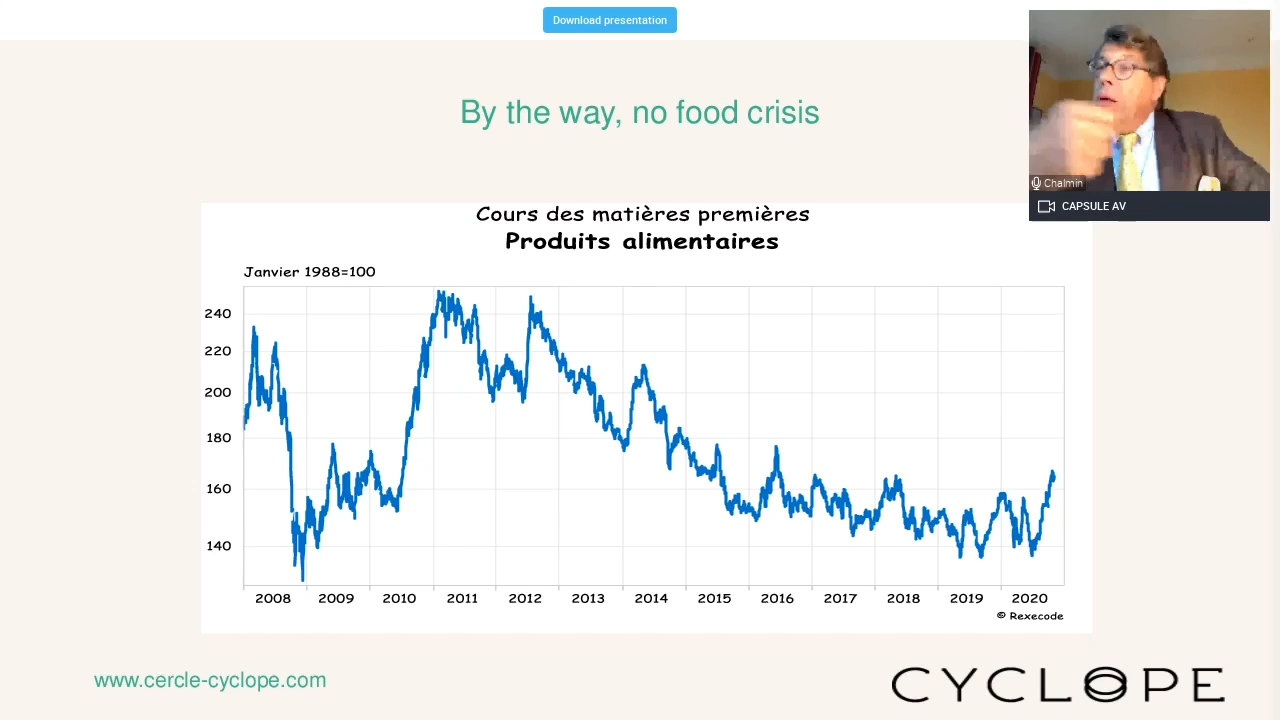 Download presentation
By the way, no food crisis
Chalmin
CAPSULE AV
Cours des matières premières
Produits alimentaires
Janvier 1988=100
240
220
200
180
160
140
2008 2009 2010 2011 2012 2013 2014 2015 2016 2017 2018 2019 2020
© Rexecode
www.cercle-cyclope.com
CYCLOPE